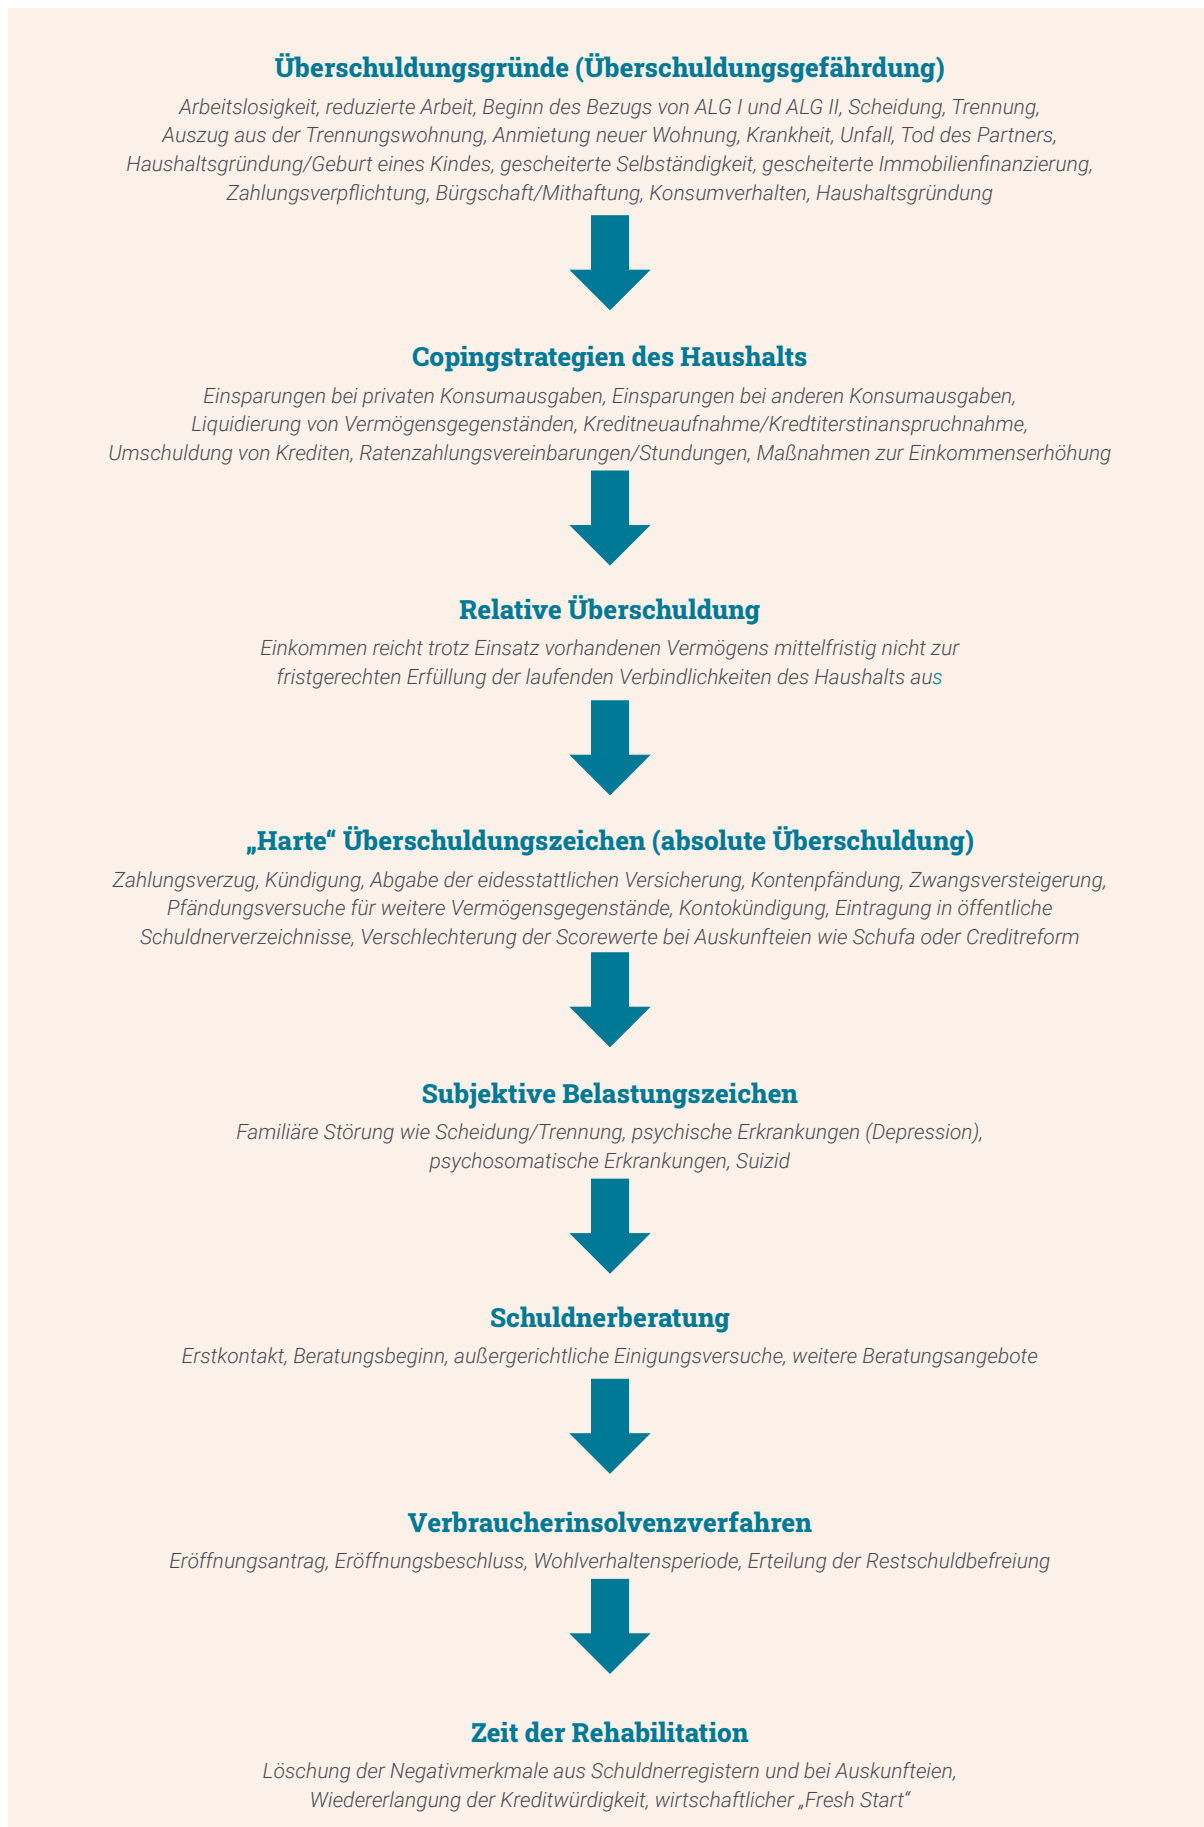 Überschuldungsgründe (Überschuldungsgefährdung)
Arbeitslosigkeit, reduzierte Arbeit, Beginn des Bezugs von ALG I und ALG II, Scheidung, Trennung,
Auszug aus der Trennungswohnung, Anmietung neuer Wohnung, Krankheit, Unfall, Tod des Partners,
Haushaltsgründung/Geburt eines Kindes, gescheiterte Selbständigkeit, gescheiterte Immobilienfinanzierung,
Zahlungsverpflichtung, Bürgschaft/Mithaftung, Konsumverhalten, Haushaltsgründung
Copingstrategien des Haushalts
Einsparungen bei privaten Konsumausgaben, Einsparungen bei anderen Konsumausgaben,
Liquidierung von Vermögensgegenständen, Kreditneuaufnahme/Kredtiterstinanspruchnahme,
Umschuldung von Krediten, Ratenzahlungsvereinbarungen/Stundungen, Maßnahmen zur Einkommenserhöhung
Relative Überschuldung
Einkommen reicht trotz Einsatz vorhandenen Vermögens mittelfristig nicht zur
fristgerechten Erfüllung der laufenden Verbindlichkeiten des Haushalts aus
„Harte“ Überschuldungszeichen (absolute Überschuldung)
Zahlungsverzug, Kündigung, Abgabe der eidesstattlichen Versicherung, Kontenpfändung, Zwangsversteigerung,
Pfändungsversuche für weitere Vermögensgegenstände, Kontokündigung, Eintragung in öffentliche
Schuldnerverzeichnisse, Verschlechterung der Scorewerte bei Auskunfteien wie Schufa oder Creditreform
Subjektive Belastungszeichen
Familiäre Störung wie Scheidung/Trennung, psychische Erkrankungen (Depression),
psychosomatische Erkrankungen, Suizid
Schuldnerberatung
Erstkontakt, Beratungsbeginn, außergerichtliche Einigungsversuche, weitere Beratungsangebote
Verbraucherinsolvenzverfahren
Eröffnungsantrag, Eröffnungsbeschluss, Wohlverhaltensperiode, Erteilung der Restschuldbefreiung
Zeit der Rehabilitation
Löschung der Negativmerkmale aus Schuldnerregistern und bei Auskunfteien,
Wiedererlangung der Kreditwürdigkeit, wirtschaftlicher „Fresh Start“